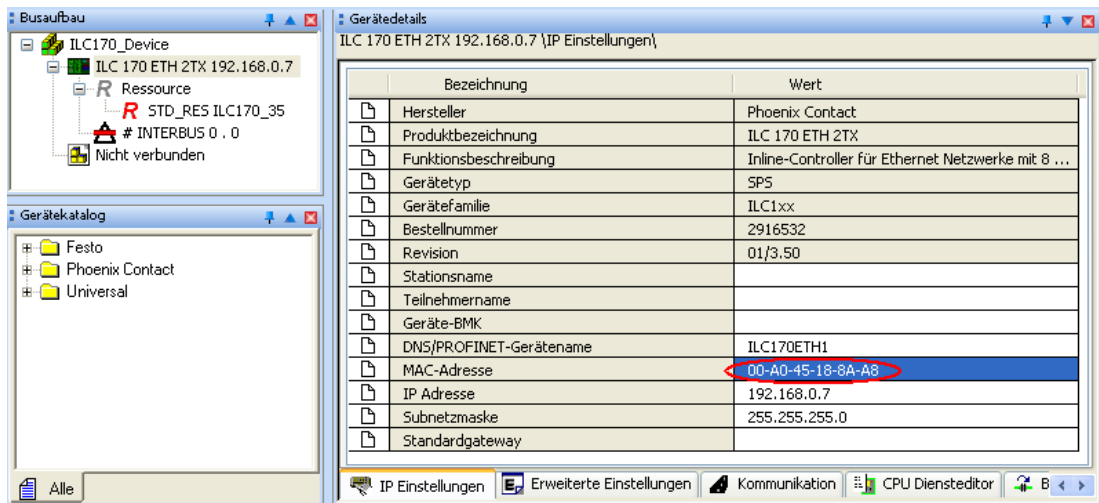 Busaufbau
ILC170_Device
ILC 170 ETH 2TX 192.168.0.7
R Ressource
R STD_RES ILC170_35
# INTERBUS 0 . 0
Nicht verbunden
Gerätekatalog
Festo
Phoenix Contact
Universal
Alle
Gerätedetails
ILC 170 ETH 2TX 192.168.0.7 \IP Einstellungen\
Bezeichnung Wert
Hersteller Phoenix Contact
Produktbezeichnung ILC 170 ETH 2TX
Funktionsbeschreibung Inline-Controller für Ethernet Netzwerke mit 8 ...
Gerätetyp SPS
Gerätefamilie ILC1xx
Bestellnummer 2916532
Revision 01/3.50
Stationsname
Teilnehmername
Geräte-BMK
DNS/PROFINET-Gerätename ILC170ETH1
MAC-Adresse 00-A0-45-18-8A-A8
IP Adresse 192.168.0.7
Subnetzmaske 255.255.255.0
Standardgateway
IP Einstellungen Erweiterte Einstellungen Kommunikation CPU Diensteditor B